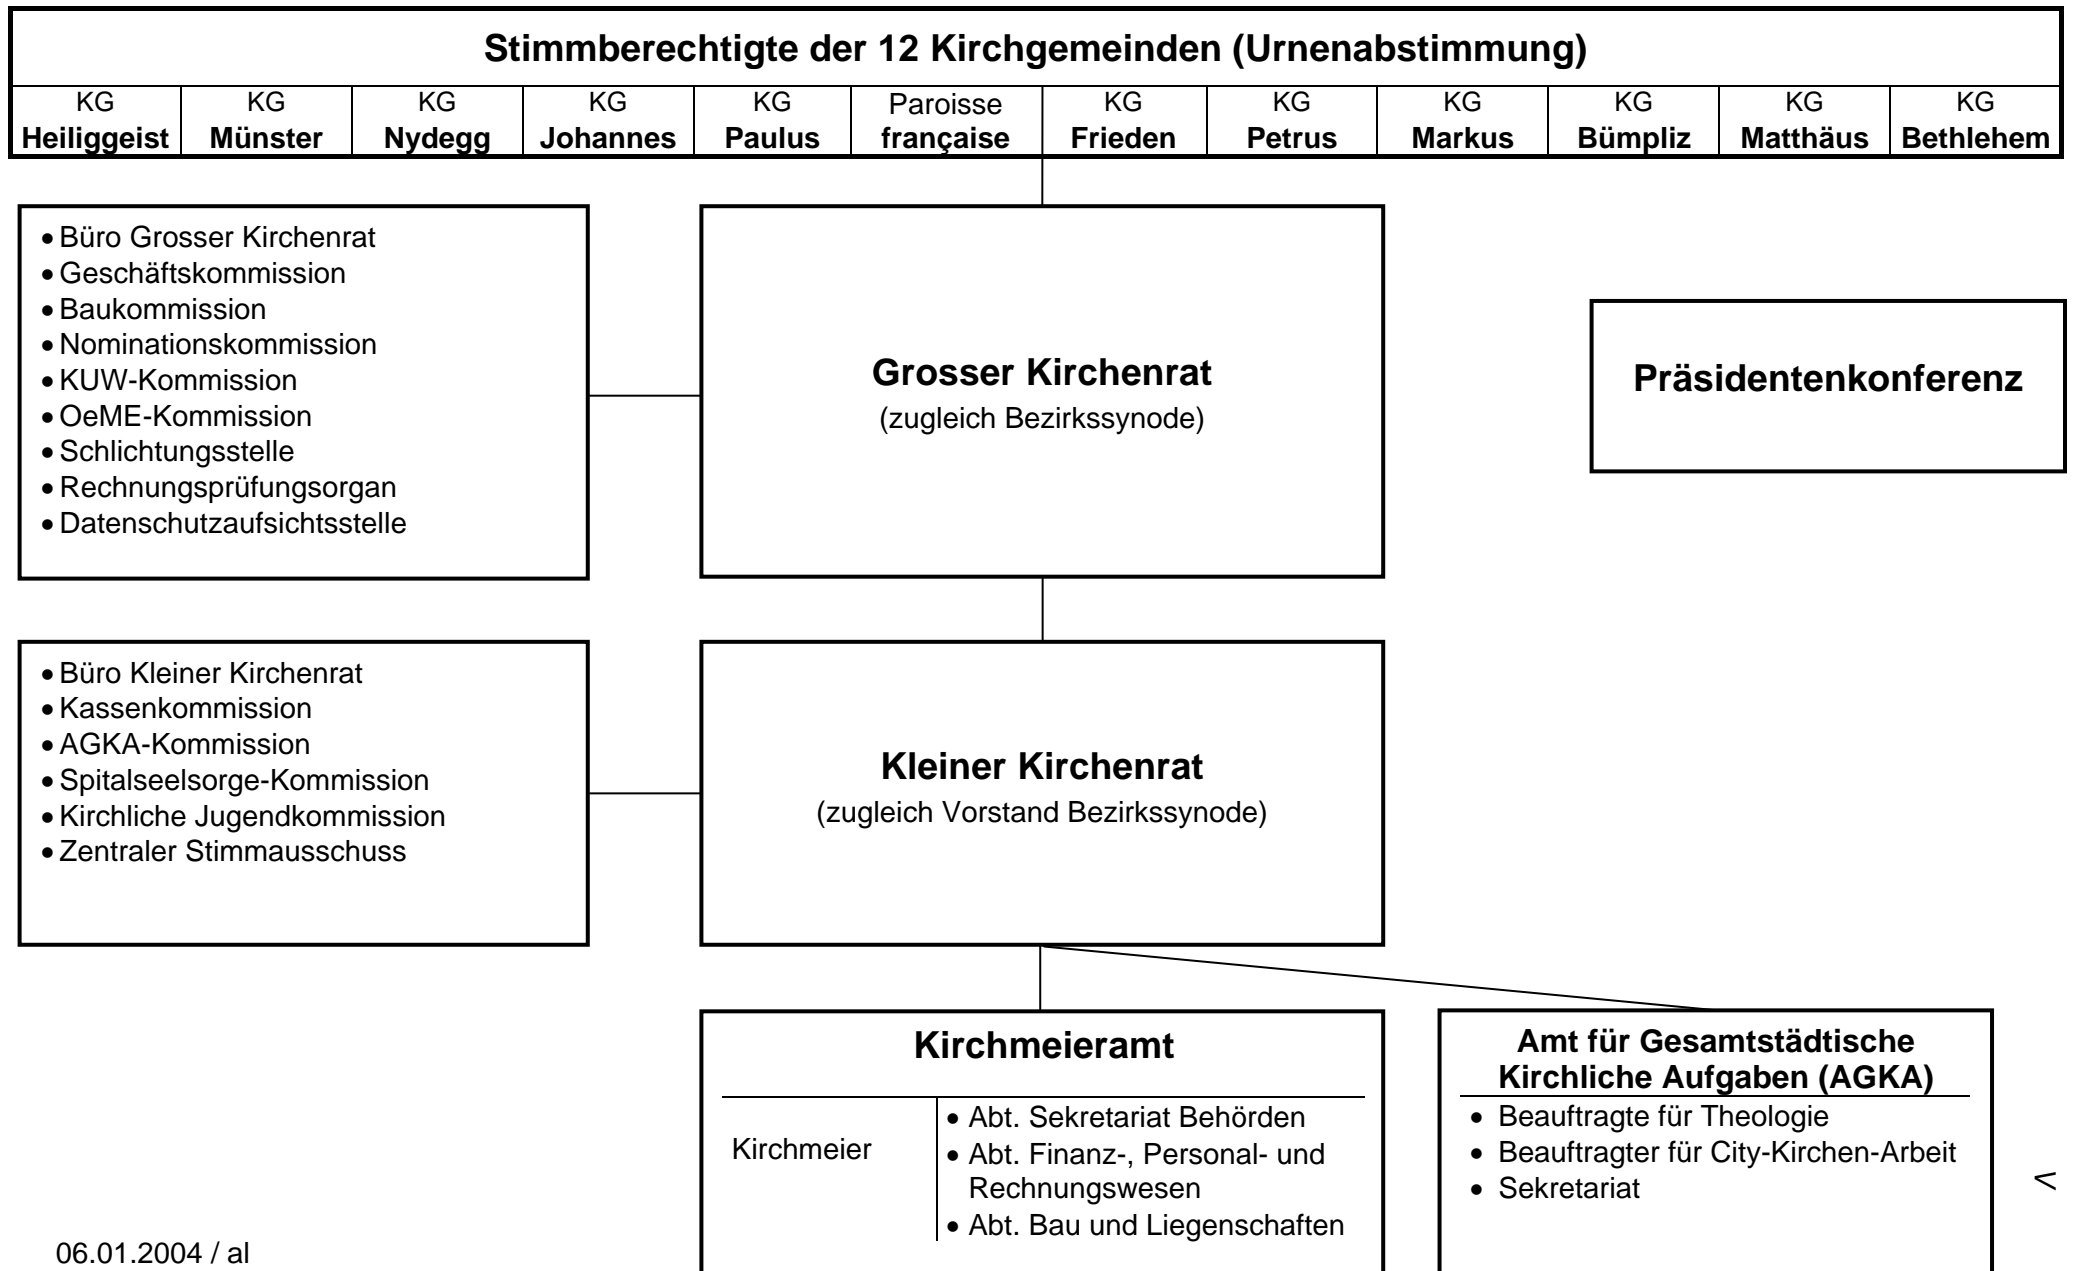 Stimmberechtigte der 12 Kirchgemeinden (Urnenabstimmung)
KG Heiliggeist
KG Münster
KG Nydegg
KG Johannes
KG Paulus
Paroisse française
KG Frieden
KG Petrus
KG Markus
KG Bümpliz
KG Matthäus
KG Bethlehem
• Büro Grosser Kirchenrat
• Geschäftskommission
• Baukommission
• Nominationskommission
• KUW-Kommission
• OeME-Kommission
• Schlichtungsstelle
• Rechnungsprüfungsorgan
• Datenschutzaufsichtsstelle
Grosser Kirchenrat
(zugleich Bezirkssynode)
Präsidentenkonferenz
• Büro Kleiner Kirchenrat
• Kassenkommission
• AGKA-Kommission
• Spitalseelsorge-Kommission
• Kirchliche Jugendkommission
• Zentraler Stimmausschuss
Kleiner Kirchenrat
(zugleich Vorstand Bezirkssynode)
Kirchmeieramt
Kirchmeier
• Abt. Sekretariat Behörden
• Abt. Finanz-, Personal- und
Rechnungswesen
• Abt. Bau und Liegenschaften
Amt für Gesamtstädtische
Kirchliche Aufgaben (AGKA)
• Beauftragte für Theologie
• Beauftragter für City-Kirchen-Arbeit
• Sekretariat
06.01.2004 / al